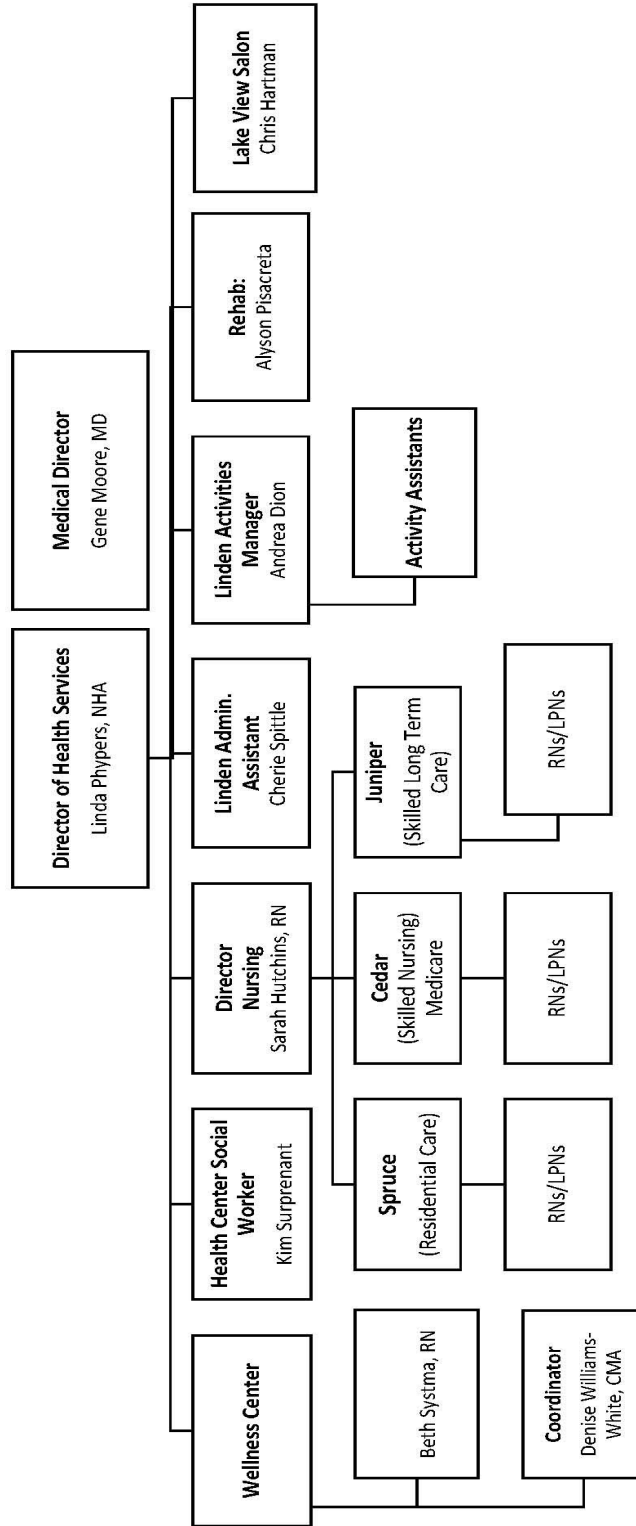 Director of Health Services
Linda Phypers, NHA
Medical Director
Gene Moore, MD
Wellness Center
Health Center Social
Worker
Kim Surprenant
Director
Nursing
Sarah Hutchins, RN
Linden Admin.
Assistant
Cherie Spittle
Linden Activities
Manager
Andrea Dion
Rehab:
Alyson Pisacreta
Lake View Salon
Chris Hartman
Beth Systma, RN
Spruce
(Residential Care)
Cedar
(Skilled Nursing)
Medicare
Juniper
(Skilled Long Term
Care)
Activity Assistants
Coordinator
Denise Williams-
White, CMA
RNs/LPNs
RNs/LPNs
RNs/LPNs